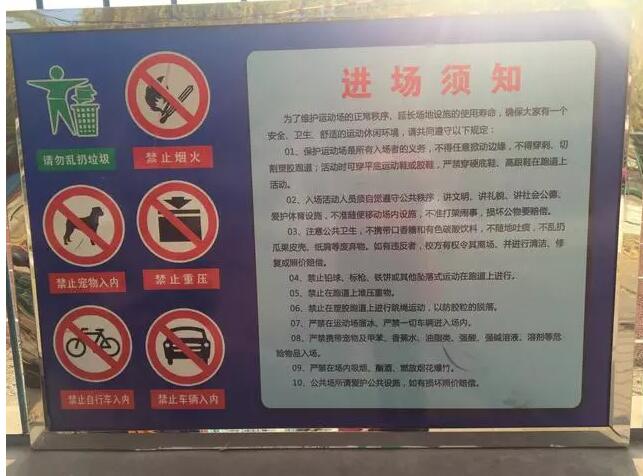 请勿乱扔垃圾
禁止烟火
禁止宠物入内
禁止重压
禁止自行车入内
禁止车辆入内
进场须知
为了维护运动场的正常秩序、延长场地设施的使用寿命，确保大家有一个
安全、卫生、舒适的运动休闲环境，请共同遵守以下规定：
01、保护运动场是所有入场者的义务，不得任意掀动边缘，不得穿刺、切
割塑胶跑道；活动时可穿平底运动鞋或胶鞋，严禁穿硬底鞋、高跟鞋在跑道上
活动。
02、入场活动人员须自觉遵守公共秩序，讲文明、讲礼貌、讲社会公德、
爱护体育设施，不准随便移动场内设施，不准打架闹事，损坏公物要赔偿。
03、注意公共卫生，不携带口香糖和有色碳酸饮料，不随地吐痰，不乱扔
瓜果皮壳、纸屑等废弃物。如有违反者，校方有权令其离场、并进行清洁、修
复或照价赔偿。
04、禁止铅球、标枪、铁饼或其他坠落式运动在跑道上进行。
05、禁止在跑道上堆压重物。
06、禁止在塑胶跑道上进行跳绳运动，以防胶粒的脱落。
07、严禁在运动场溜冰、严禁一切车辆进入场内。
08、严禁携带宠物及甲苯、香蕉水、油脂类、强酸、强碱溶液、溶剂等危
险物品入场。
09、严禁在场内吸烟、酗酒、燃放烟花爆竹。
10、公共场所请爱护公共设施，如有损坏照价赔偿。